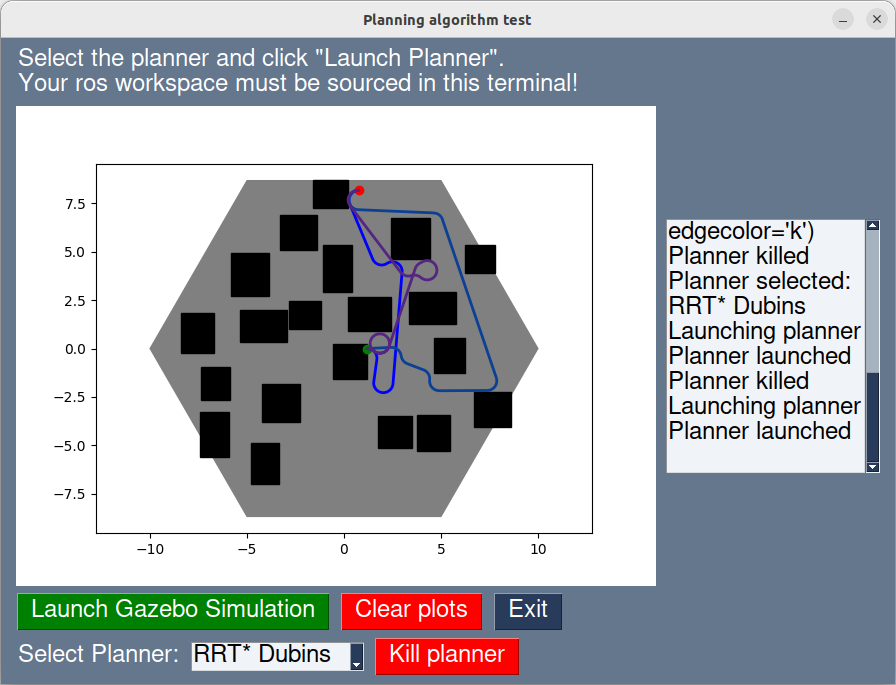 Planning algorithm test
Select the planner and click "Launch Planner".
Your ros workspace must be sourced in this terminal!
7.5
5.0
2.5
0.0
−2.5
−5.0
−7.5
−10
−5
0
5
10
edgecolor='k')
Planner killed
Planner selected:
RRT* Dubins
Launching planner
Planner launched
Planner killed
Launching planner
Planner launched
Launch Gazebo Simulation
Clear plots
Exit
Select Planner:
RRT* Dubins
Kill planner